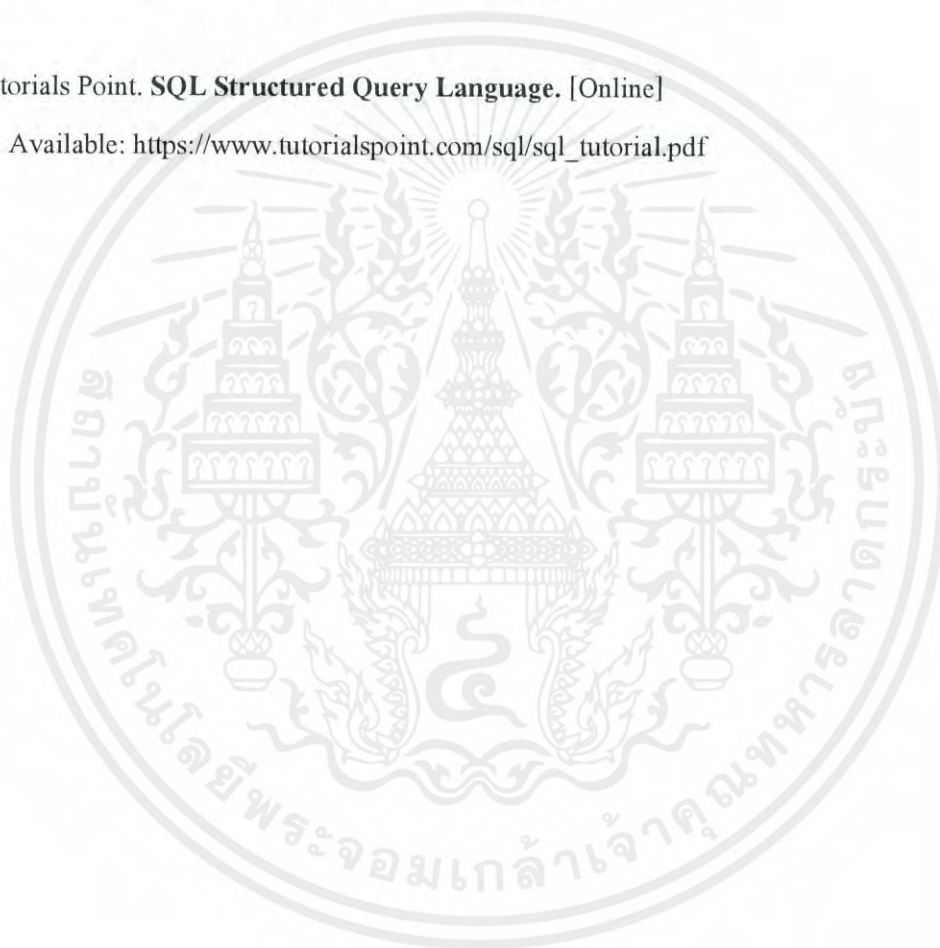 torials Point. SQL Structured Query Language. [Online]
Available: https://www.tutorialspoint.com/sql/sql_tutorial.pdf
สถาบันเทคโนโลยีพระจอมเกล้าเจ้าคุณทหารลาดกระบัง
๔